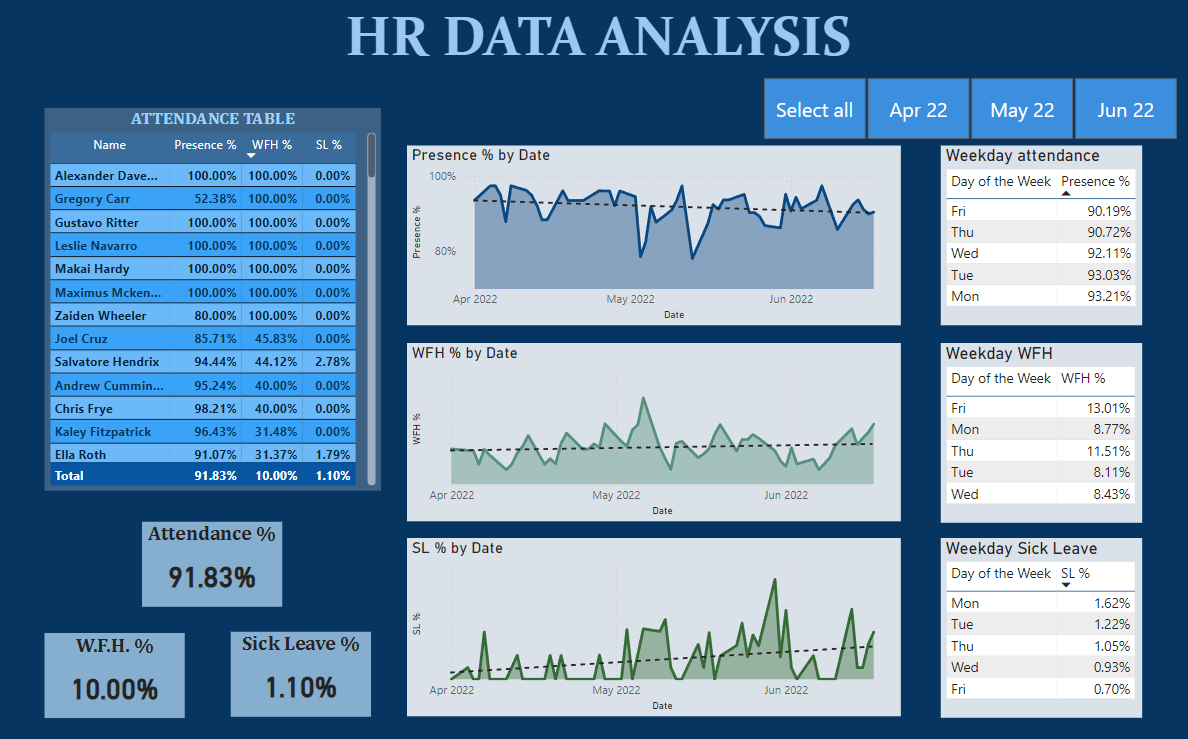 HR DATA ANALYSIS
Select all Apr 22 May 22 Jun 22
ATTENDANCE TABLE
Name Presence % WFH % SL %
Alexander Dave... 100.00% 100.00% 0.00%
Gregory Carr 52.38% 100.00% 0.00%
Gustavo Ritter 100.00% 100.00% 0.00%
Leslie Navarro 100.00% 100.00% 0.00%
Makai Hardy 100.00% 100.00% 0.00%
Maximus Mcken... 100.00% 100.00% 0.00%
Zaiden Wheeler 80.00% 100.00% 0.00%
Joel Cruz 85.71% 45.83% 0.00%
Salvatore Hendrix 94.44% 44.12% 2.78%
Andrew Cummin... 95.24% 40.00% 0.00%
Chris Frye 98.21% 40.00% 0.00%
Kaley Fitzpatrick 96.43% 31.48% 0.00%
Ella Roth 91.07% 31.37% 1.79%
Total 91.83% 10.00% 1.10%
Attendance %
91.83%
W.F.H. %
10.00%
Sick Leave %
1.10%
Presence % by Date
100%
80%
Presence %
Apr 2022 May 2022 Jun 2022
Date
WFH % by Date
WFH %
Apr 2022 May 2022 Jun 2022
Date
SL % by Date
SL %
Apr 2022 May 2022 Jun 2022
Date
Weekday attendance
Day of the Week Presence %
Fri 90.19%
Thu 90.72%
Wed 92.11%
Tue 93.03%
Mon 93.21%
Weekday WFH
Day of the Week WFH %
Fri 13.01%
Mon 8.77%
Thu 11.51%
Tue 8.11%
Wed 8.43%
Weekday Sick Leave
Day of the Week SL %
Mon 1.62%
Tue 1.22%
Thu 1.05%
Wed 0.93%
Fri 0.70%